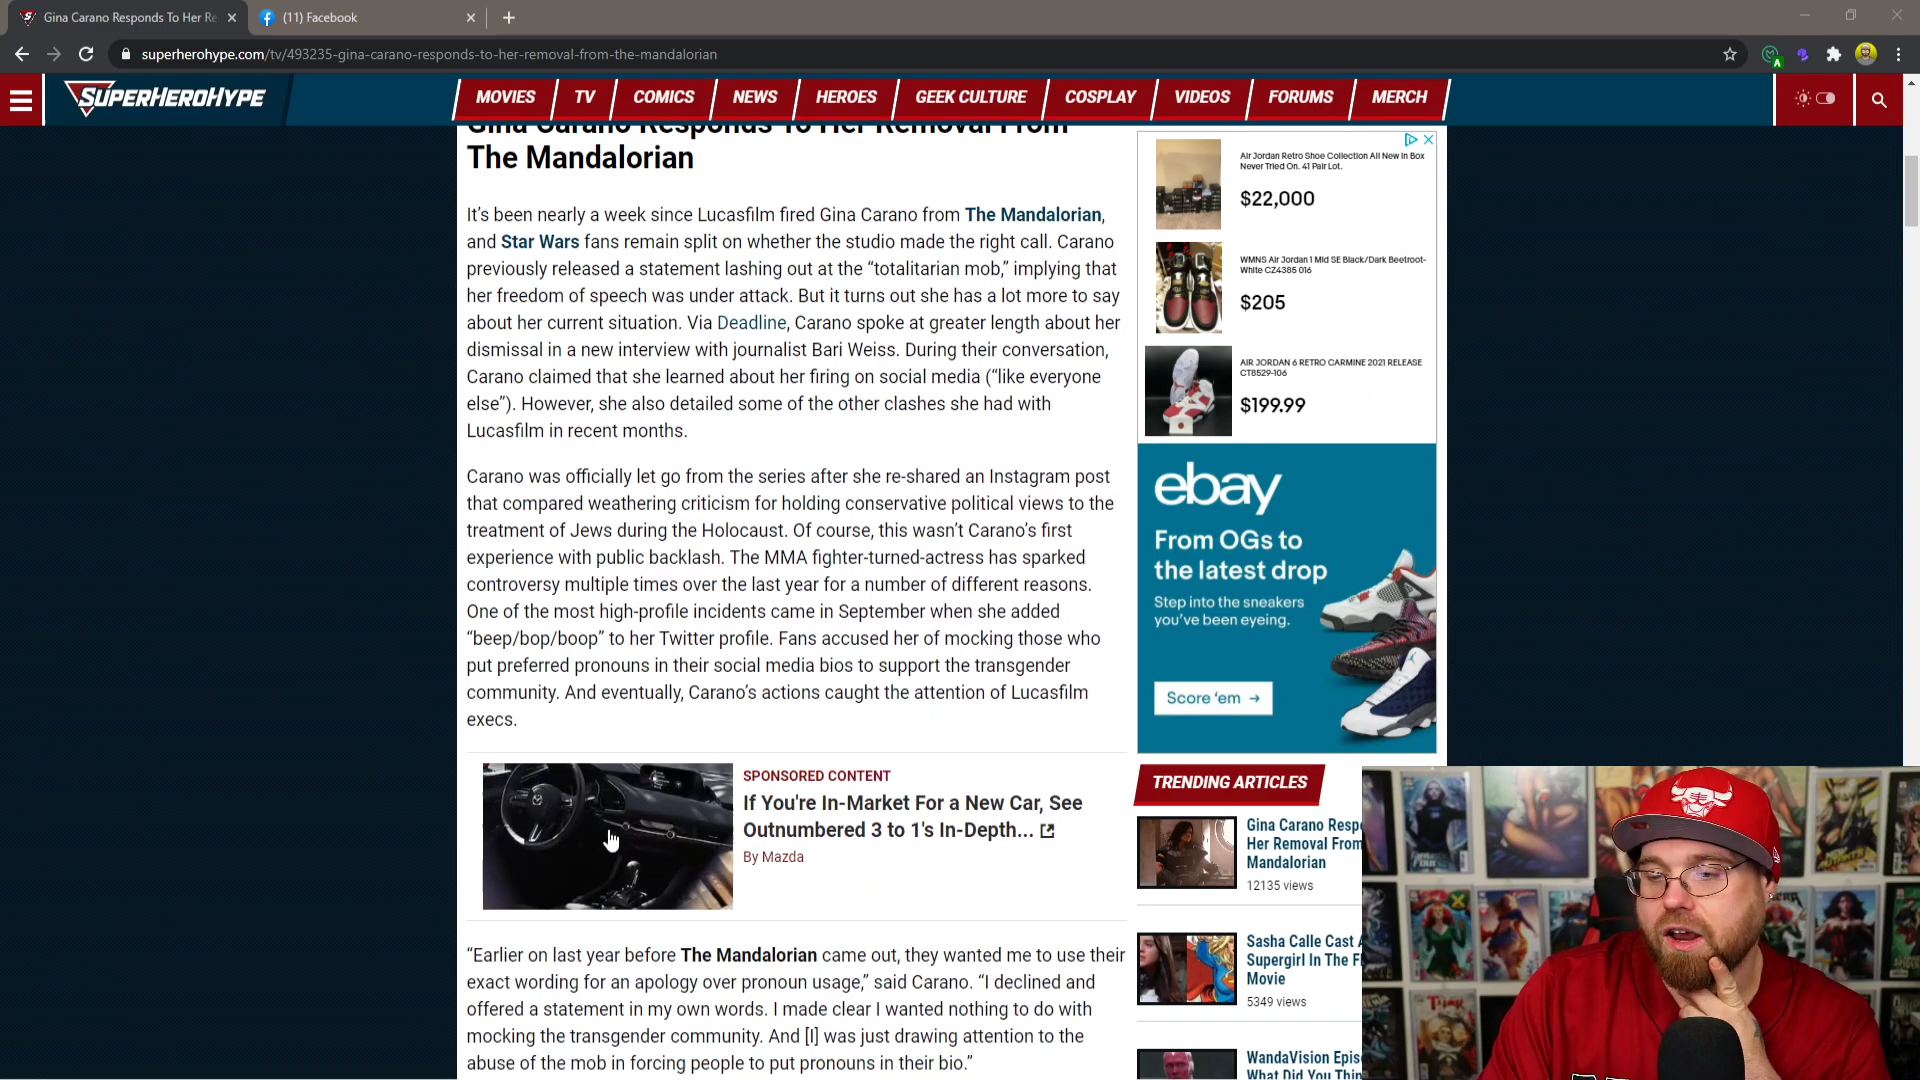 Gina Carano Responds To Her Re
(11) Facebook
superherohype.com/tv/493235-gina-carano-responds-to-her-removal-from-the-mandalorian
SUPERHEROHYPE
MOVIES
TV
COMICS
NEWS
HEROES
GEEK CULTURE
COSPLAY
VIDEOS
FORUMS
MERCH
Gina Carano Responds To Her Removal From
The Mandalorian
It’s been nearly a week since Lucasfilm fired Gina Carano from The Mandalorian,
and Star Wars fans remain split on whether the studio made the right call. Carano
previously released a statement lashing out at the “totalitarian mob,” implying that
her freedom of speech was under attack. But it turns out she has a lot more to say
about her current situation. Via Deadline, Carano spoke at greater length about her
dismissal in a new interview with journalist Bari Weiss. During their conversation,
Carano claimed that she learned about her firing on social media (“like everyone
else”). However, she also detailed some of the other clashes she had with
Lucasfilm in recent months.
Carano was officially let go from the series after she re-shared an Instagram post
that compared weathering criticism for holding conservative political views to the
treatment of Jews during the Holocaust. Of course, this wasn’t Carano’s first
experience with public backlash. The MMA fighter-turned-actress has sparked
controversy multiple times over the last year for a number of different reasons.
One of the most high-profile incidents came in September when she added
“beep/bop/boop” to her Twitter profile. Fans accused her of mocking those who
put preferred pronouns in their social media bios to support the transgender
community. And eventually, Carano’s actions caught the attention of Lucasfilm
execs.
SPONSORED CONTENT
If You're In-Market For a New Car, See
Outnumbered 3 to 1's In-Depth...
By Mazda
“Earlier on last year before The Mandalorian came out, they wanted me to use their
exact wording for an apology over pronoun usage,” said Carano. “I declined and
offered a statement in my own words. I made clear I wanted nothing to do with
mocking the transgender community. And [I] was just drawing attention to the
abuse of the mob in forcing people to put pronouns in their bio.”
Air Jordan Retro Shoe Collection All New In Box
Never Tried On. 41 Pair Lot.
$22,000
WMNS Air Jordan 1 Mid SE Black/Dark Beetroot-
White CZ4385 016
$205
AIR JORDAN 6 RETRO CARMINE 2021 RELEASE
CT8529-106
$199.99
ebay
From OGs to
the latest drop
Step into the sneakers
you’ve been eyeing.
Score ‘em →
TRENDING ARTICLES
Gina Carano Respo
Her Removal From
Mandalorian
12135 views
Sasha Calle Cast A
Supergirl In The Fl
Movie
5349 views
WandaVision Epis
What Did You Thin